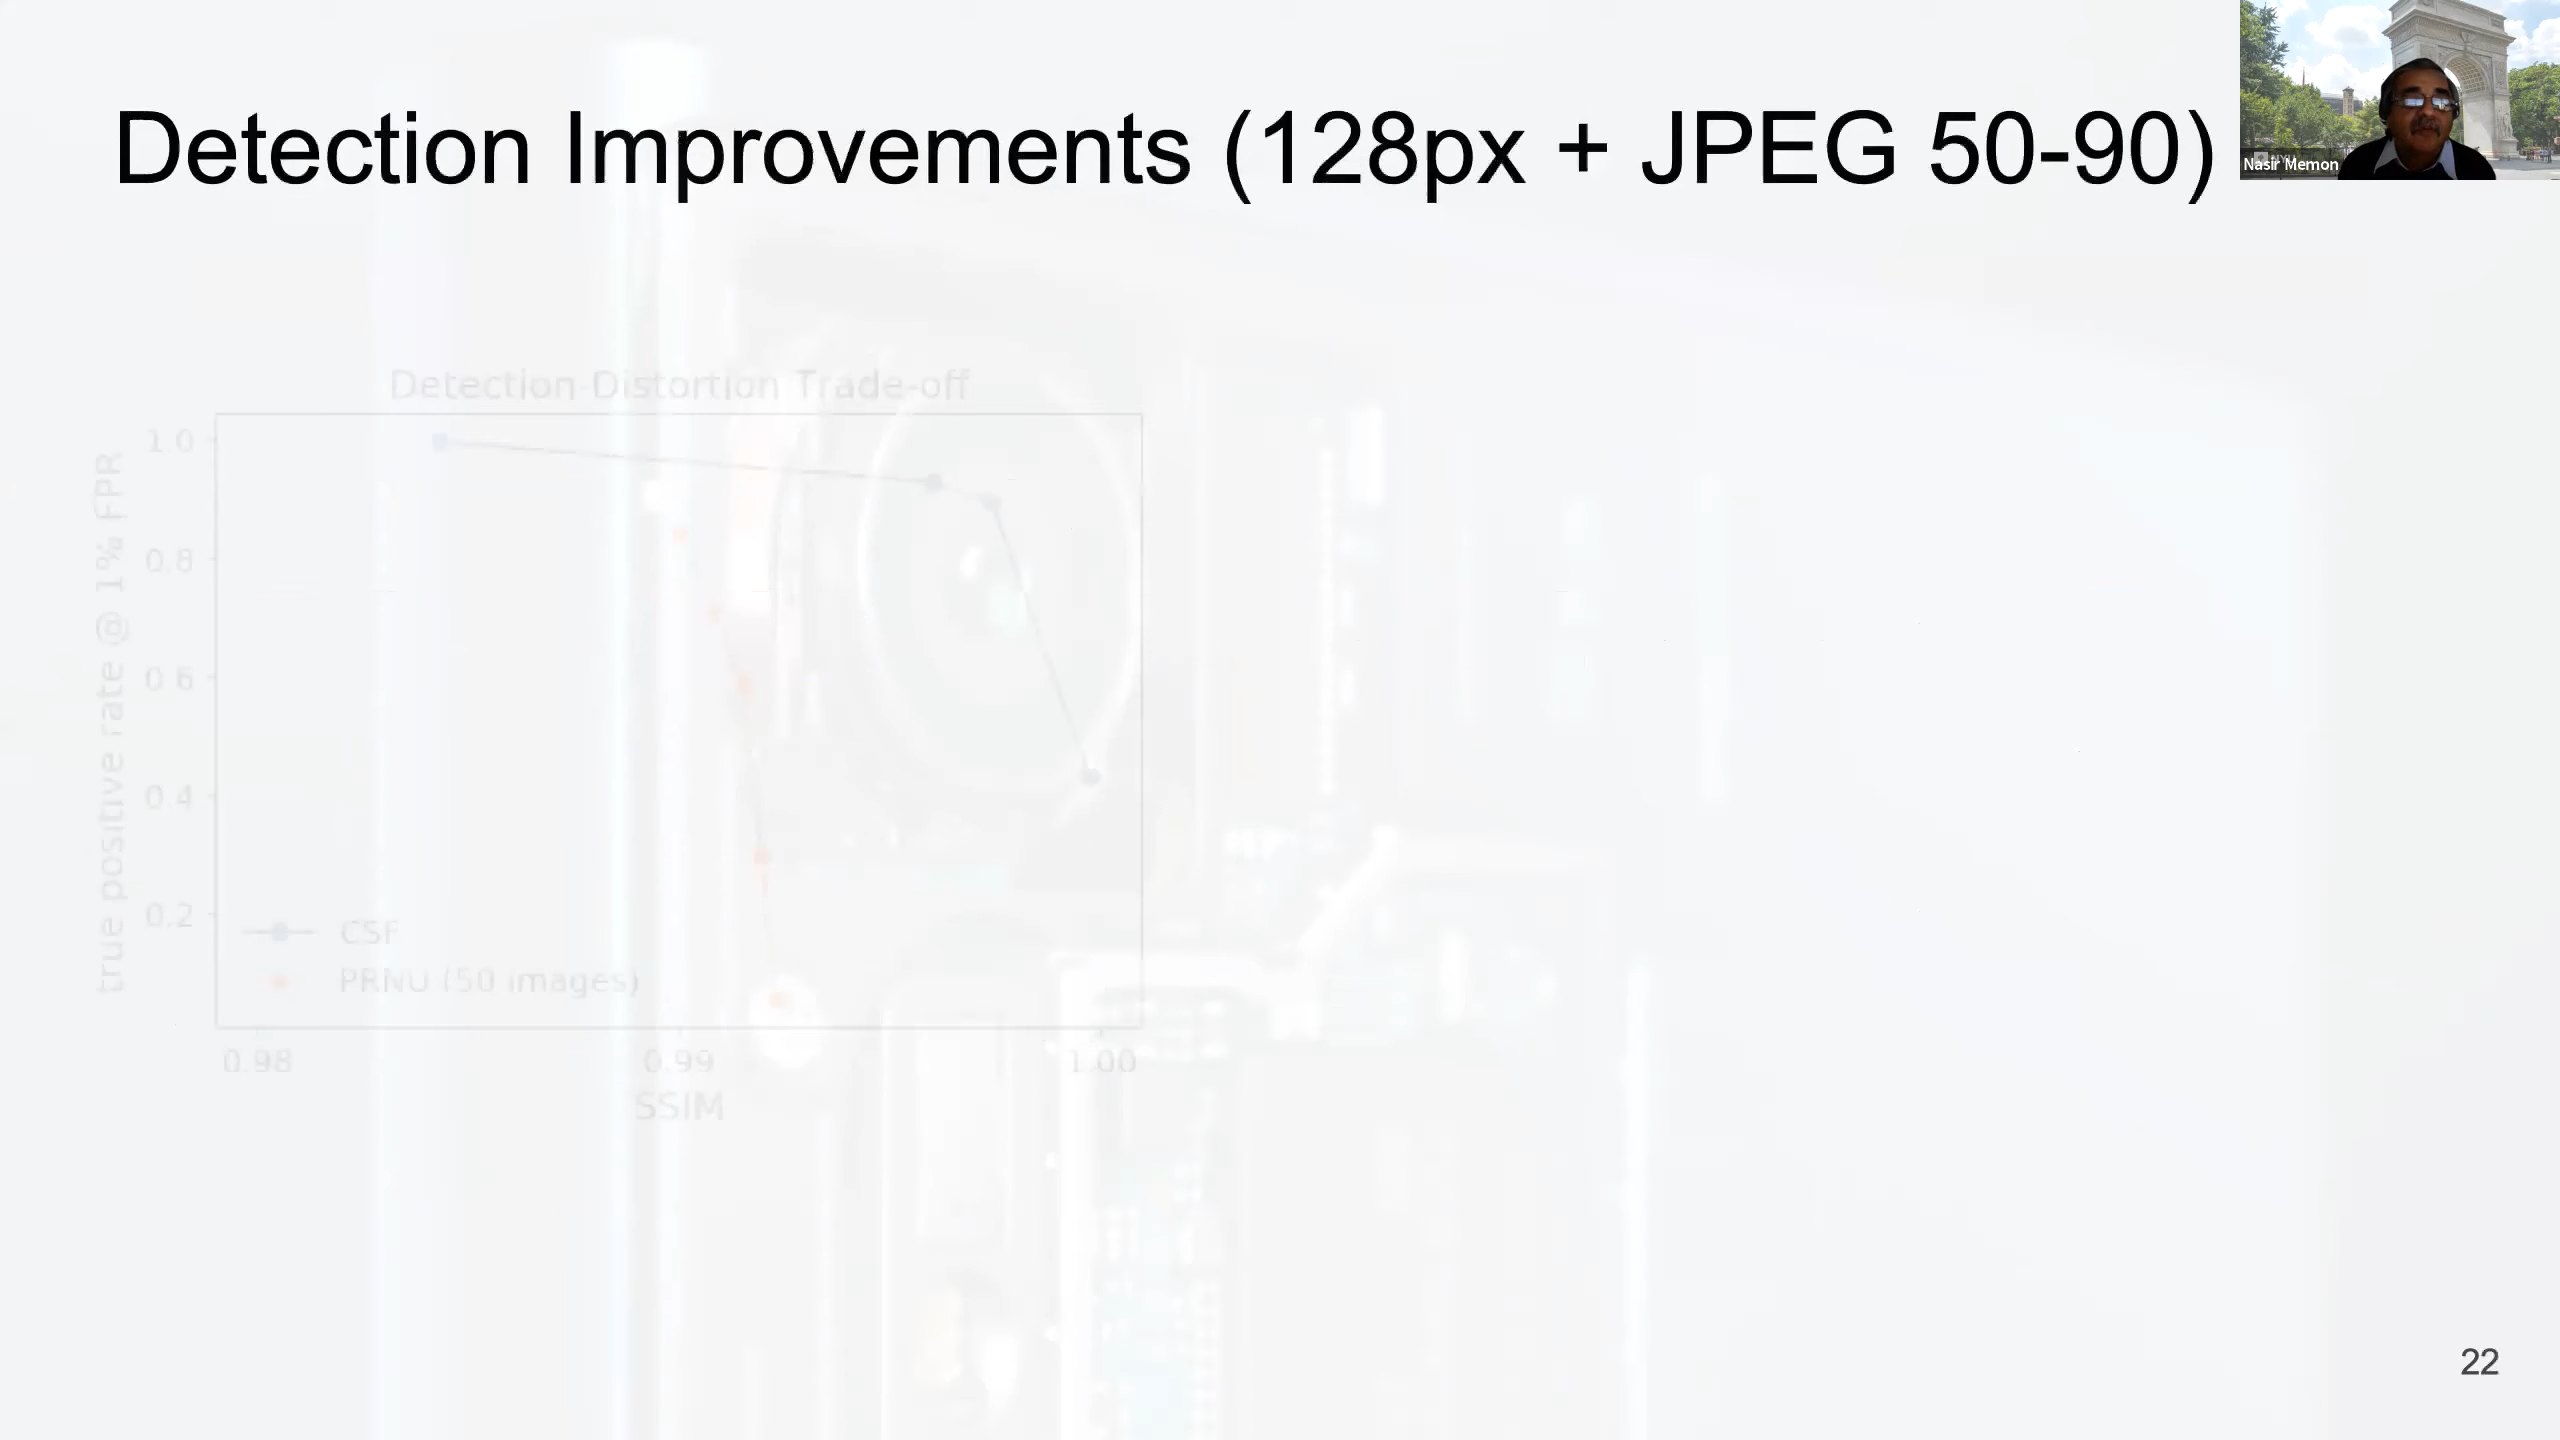 Detection Improvements (128px + JPEG 50-90)
Nasir Memon
Detection-Distortion Trade-off
true positive rate @ 1% FPR
1.0
0.8
0.6
0.4
0.2
CSF
PRNU (50 images)
0.98
0.99
1.00
SSIM
22